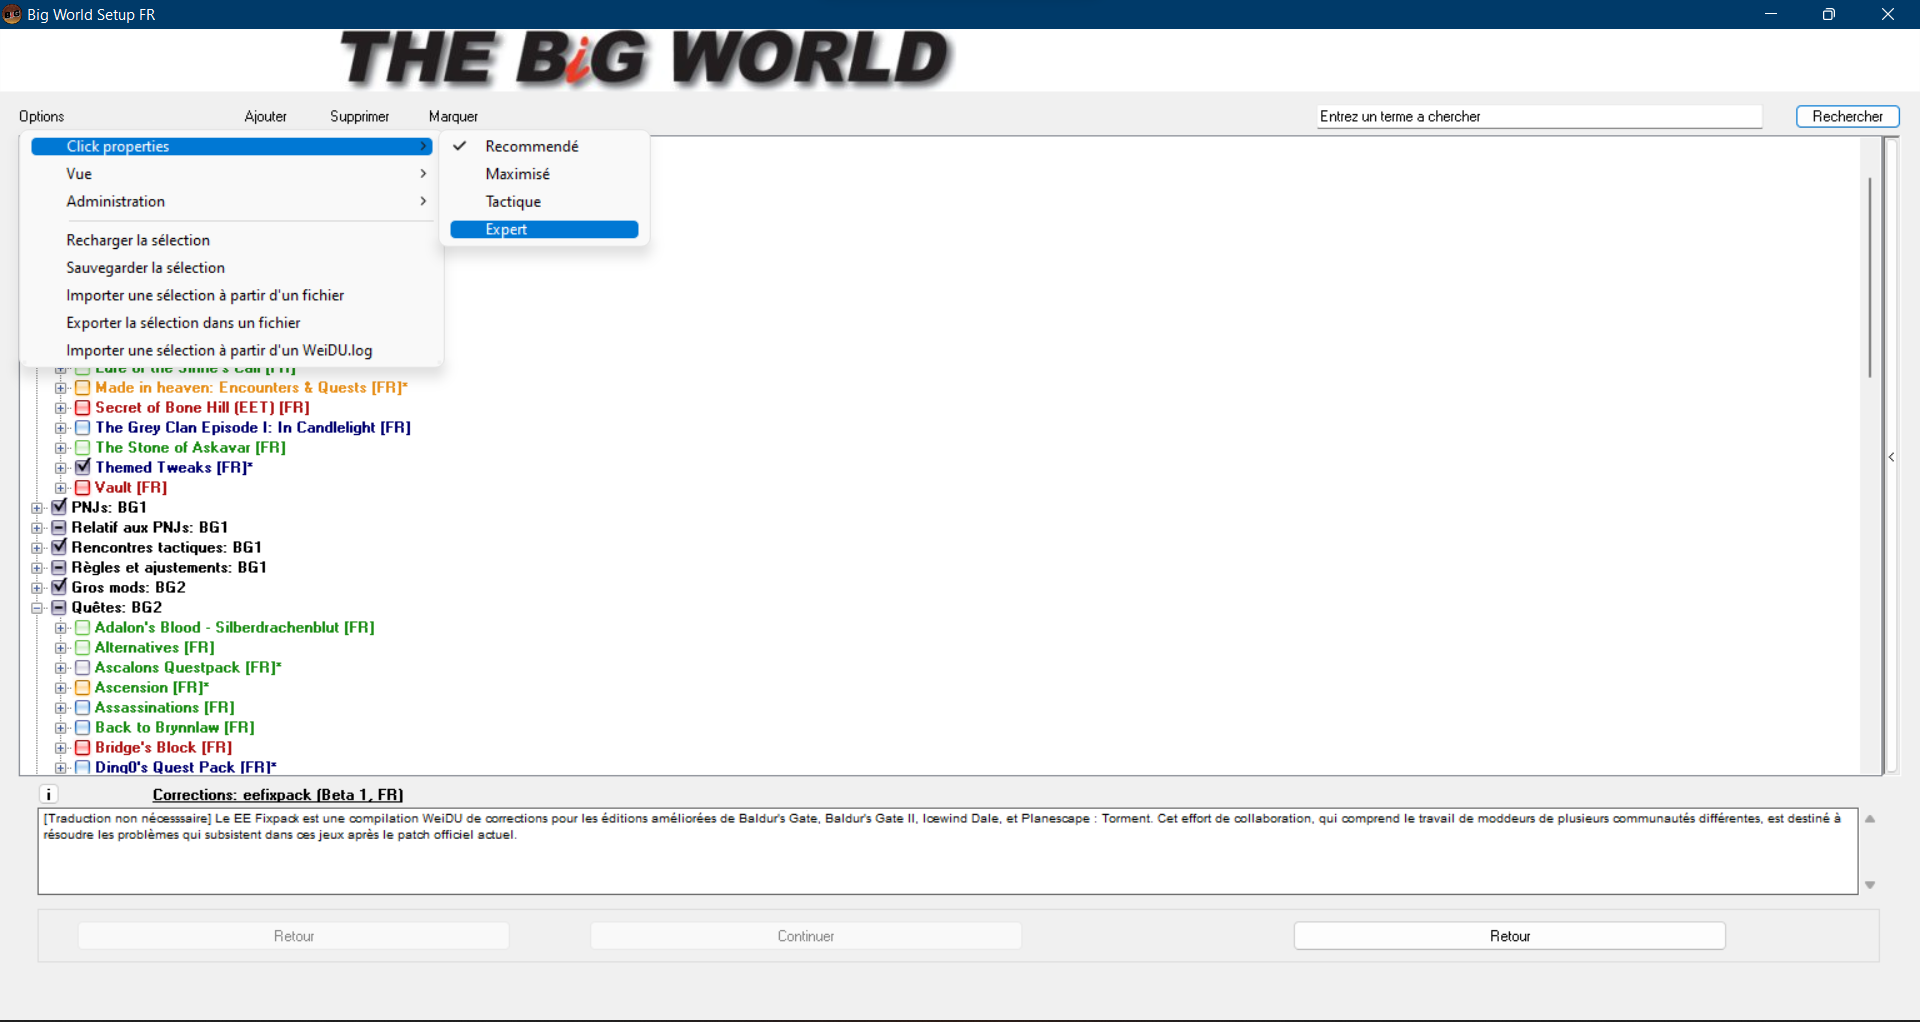 Big World Setup FR
THE BiG WORLD
Options Ajouter Supprimer Marquer
Entrez un terme a chercher
Rechercher
Click properties
Vue
Administration
Recharger la sélection
Sauvegarder la sélection
Importer une sélection à partir d'un fichier
Exporter la sélection dans un fichier
Importer une sélection à partir d'un WeiDU.log
Recommandé
Maximisé
Tactique
Expert
Lure of the Sirine's Call [FR]
Made in heaven: Encounters & Quests [FR]*
Secret of Bone Hill (EET) [FR]
The Grey Clan Episode I: In Candlelight [FR]
The Stone of Askavar [FR]
Themed Tweaks [FR]*
Vault [FR]
PNJs: BG1
Relatif aux PNJs: BG1
Rencontres tactiques: BG1
Règles et ajustements: BG1
Gros mods: BG2
Quêtes: BG2
Adalon's Blood - Silberdrachenblut [FR]
Alternatives [FR]
Ascalons Questpack [FR]*
Ascension [FR]*
Assassinations [FR]
Back to Brynnlaw [FR]
Bridge's Block [FR]
Ding0's Quest Pack [FR]*
i
Corrections: eefixpack (Beta 1, FR)
[Traduction non nécesssaire] Le EE Fixpack est une compilation WeiDU de corrections pour les éditions améliorées de Baldur's Gate, Baldur's Gate II, Icewind Dale, et Planescape : Torment. Cet effort de collaboration, qui comprend le travail de moddeurs de plusieurs communautés différentes, est destiné à
résoudre les problèmes qui subsistent dans ces jeux après le patch officiel actuel.
Retour Continuer Retour